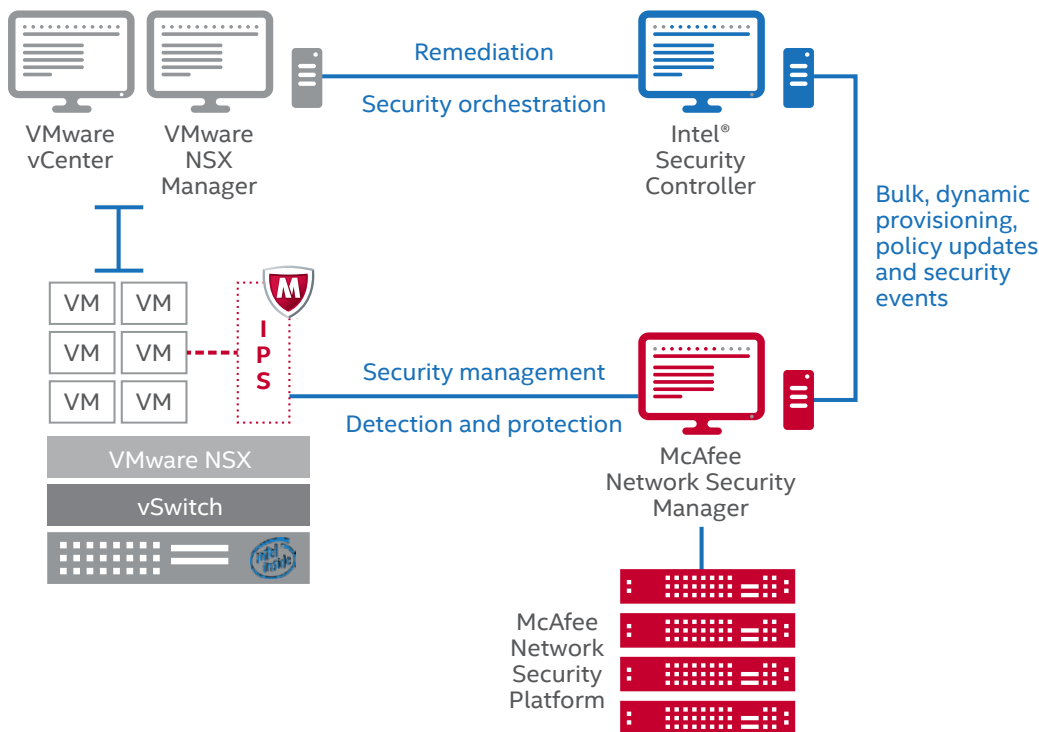 Remediation
Security orchestration
VMware
vCenter
VMware
NSX
Manager
Intel®
Security
Controller
Bulk, dynamic
provisioning,
policy updates
and security
events
VM VM
VM VM
VM VM
M
I
P
S
Security management
Detection and protection
VMware NSX
vSwitch
intel
inside
McAfee
Network Security
Manager
McAfee
Network
Security
Platform